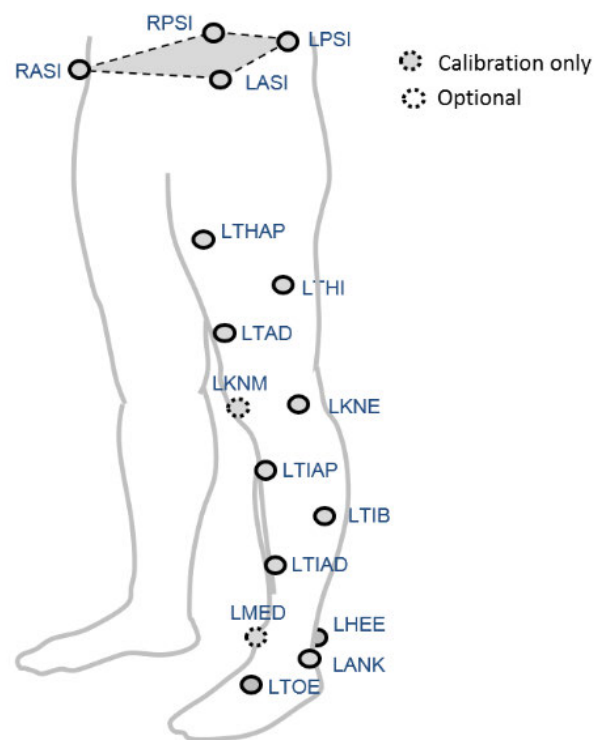 RPSI
LPSI
RASI
LASI
Calibration only
Optional
LTHAP
LTHI
LTAD
LKNM
LKNE
LTIAP
LTIB
LTIAD
LMED
LHEE
LANK
LTOE